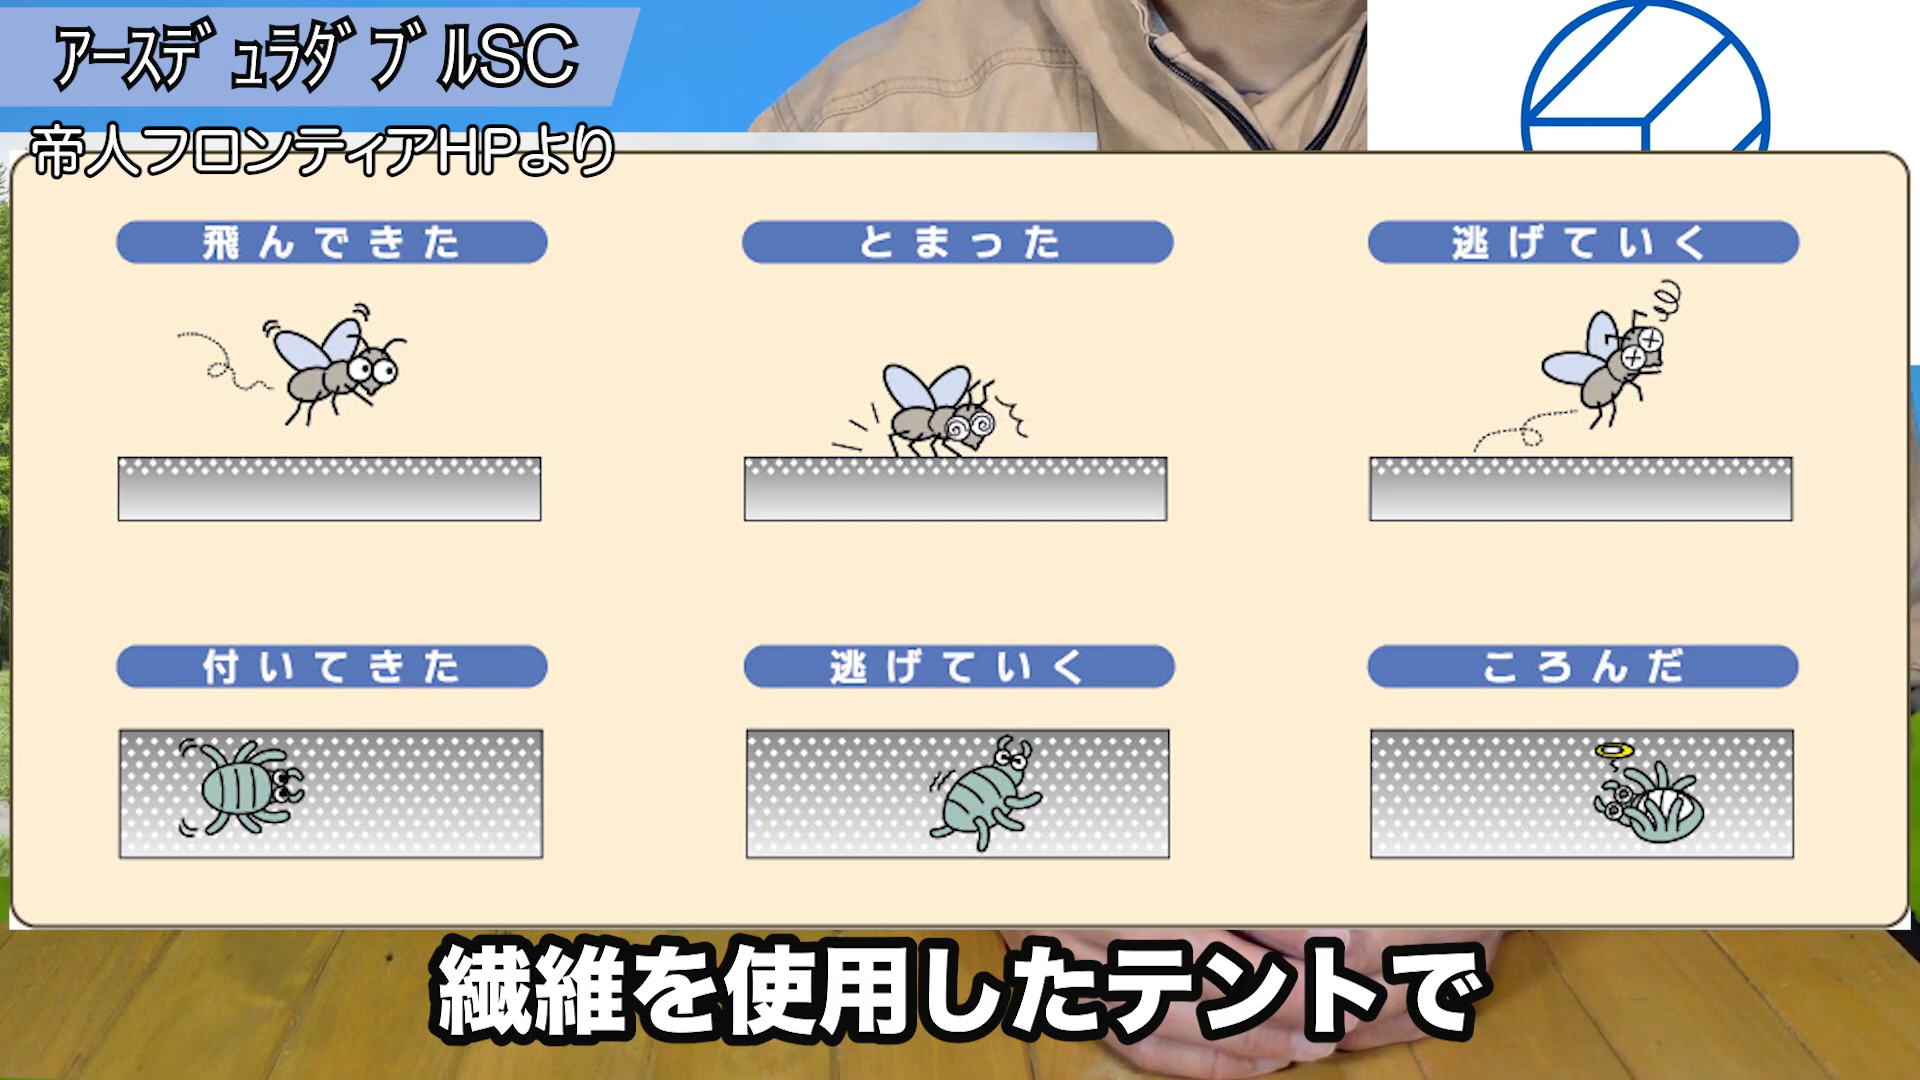 ｱｰｽﾃﾞｭﾗﾀﾞﾌﾞﾙSC
帝人フロンティアHPより
飛んできた
とまった
逃げていく
付いてきた
逃げていく
ころんだ
繊維を使用したテントで